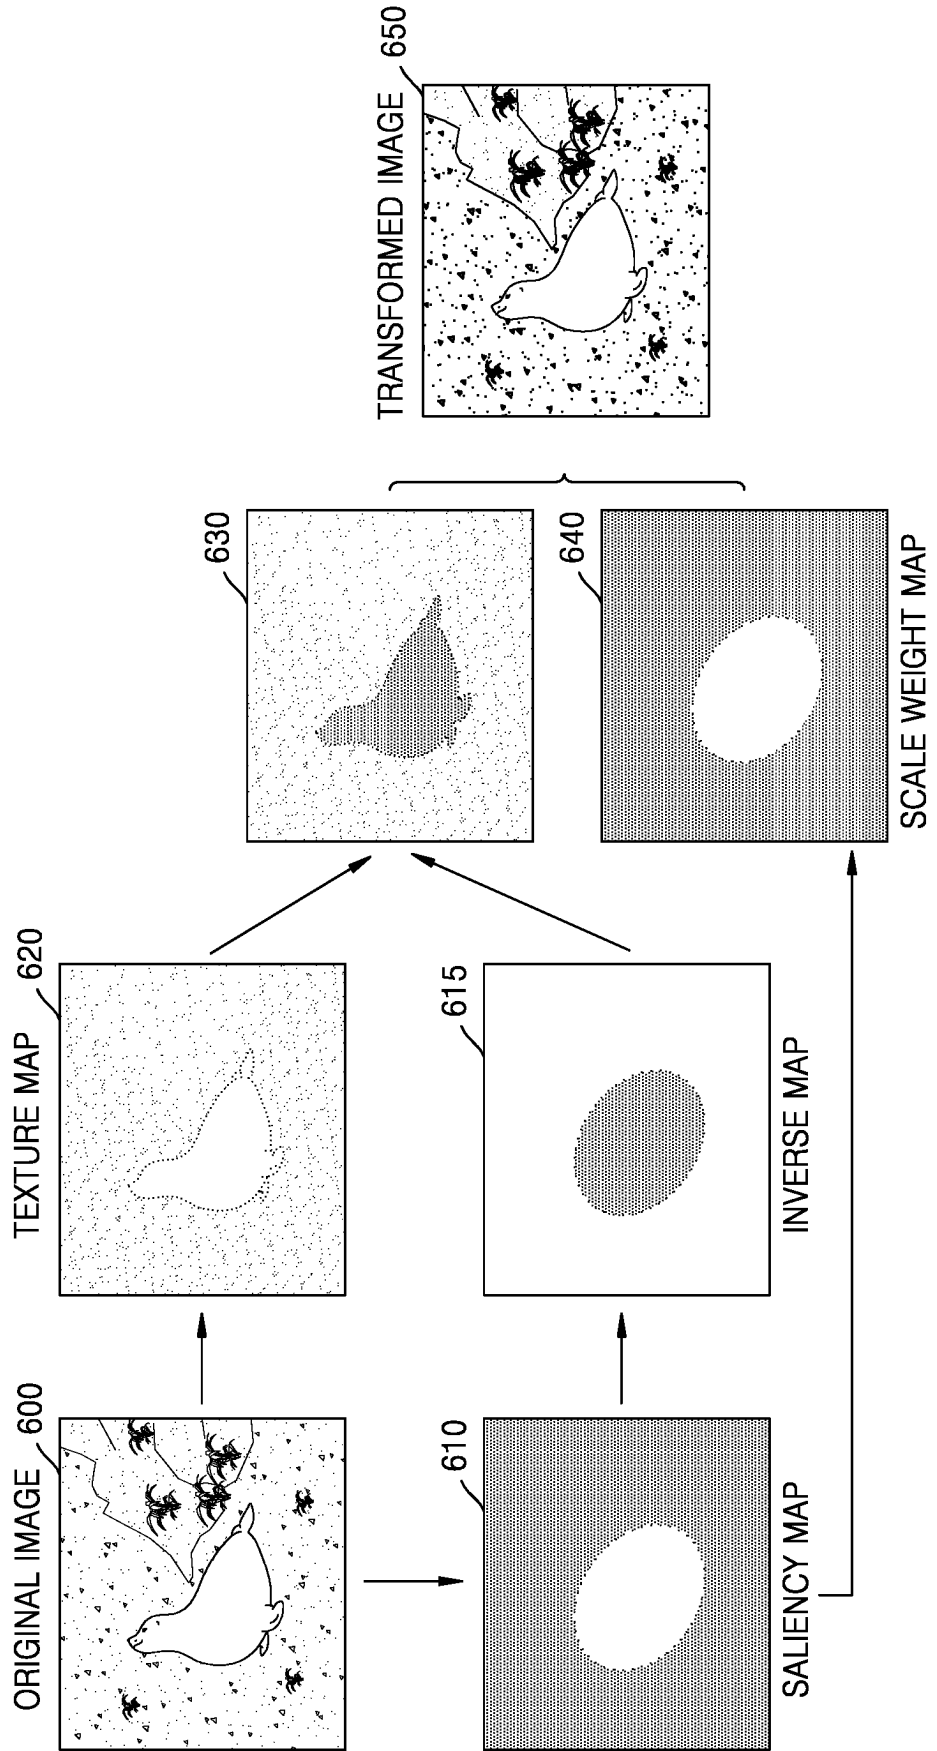 ORIGINAL IMAGE
600
TEXTURE MAP
620
630
TRANSFORMED IMAGE
650
610
SALIENCY MAP
615
INVERSE MAP
640
SCALE WEIGHT MAP